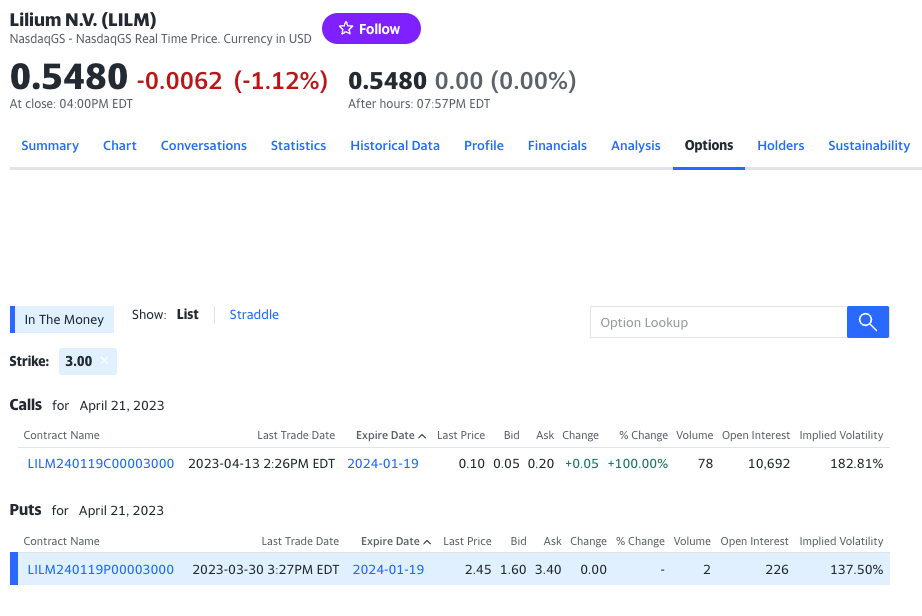 Lilium N.V. (LILM)
NasdaqGS - NasdaqGS Real Time Price. Currency in USD
Follow
0.5480 -0.0062 (-1.12%) 0.5480 0.00 (0.00%)
At close: 04:00PM EDT After hours: 07:57PM EDT
Summary Chart Conversations Statistics Historical Data Profile Financials Analysis Options Holders Sustainability
In The Money Show: List Straddle Option Lookup
Strike: 3.00
Calls for April 21, 2023
Contract Name Last Trade Date Expire Date Last Price Bid Ask Change % Change Volume Open Interest Implied Volatility
LILM240119C00003000 2023-04-13 2:26PM EDT 2024-01-19 0.10 0.05 0.20 +0.05 +100.00% 78 10,692 182.81%
Puts for April 21, 2023
Contract Name Last Trade Date Expire Date Last Price Bid Ask Change % Change Volume Open Interest Implied Volatility
LILM240119P00003000 2023-03-30 3:27PM EDT 2024-01-19 2.45 1.60 3.40 0.00 - 2 226 137.50%